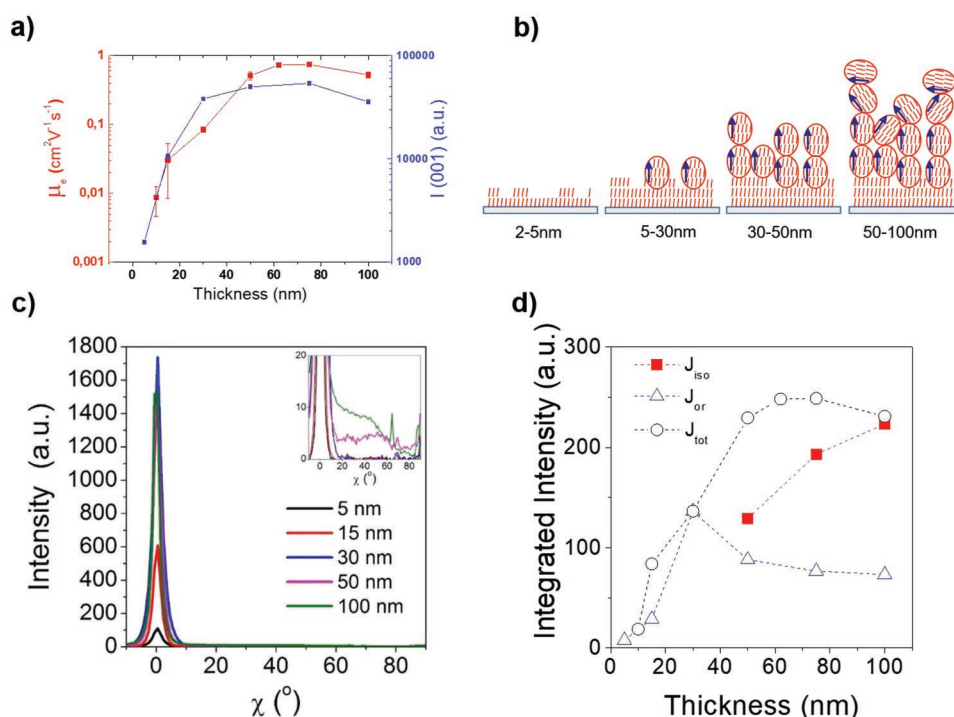 a)
μe (cm²V⁻¹s⁻¹)
1
0,1
0,01
0,001
100000
10000
1000
I (001) (a.u.)
0 20 40 60 80 100
Thickness (nm)
b)
2-5nm 5-30nm 30-50nm 50-100nm
c)
Intensity (a.u.)
1800
1600
1400
1200
1000
800
600
400
200
0
0 20 40 60 80
χ (°)
20
10
0
0 20 40 60 80
χ (°)
5 nm
15 nm
30 nm
50 nm
100 nm
d)
Integrated Intensity (a.u.)
300
200
100
0
Jiso
Jor
Jtot
0 20 40 60 80 100
Thickness (nm)